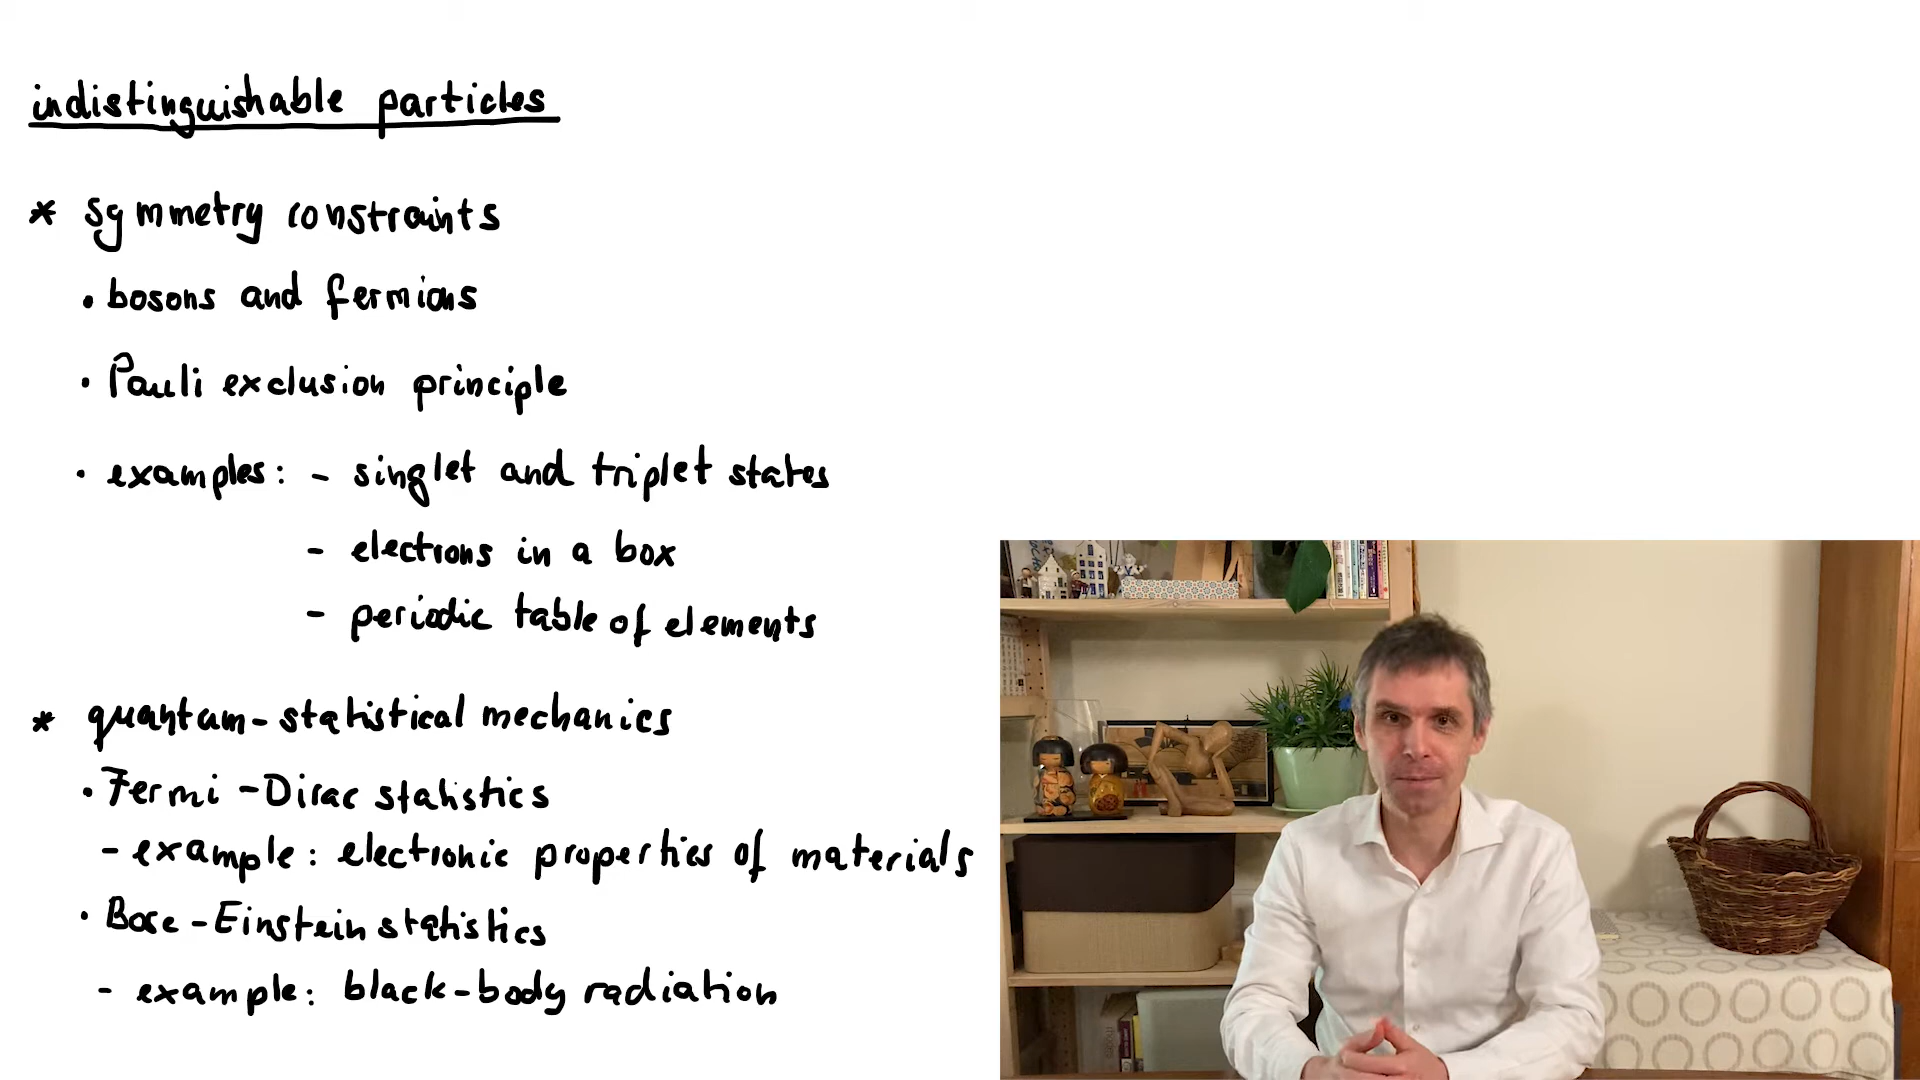 indistinguishable particles
* symmetry constraints
• bosons and fermions
• Pauli exclusion principle
• examples: - singlet and triplet states
- electrons in a box
- periodic table of elements
* quantum-statistical mechanics
• Fermi-Dirac statistics
- example: electronic properties of materials
• Bose-Einstein statistics
- example: black-body radiation